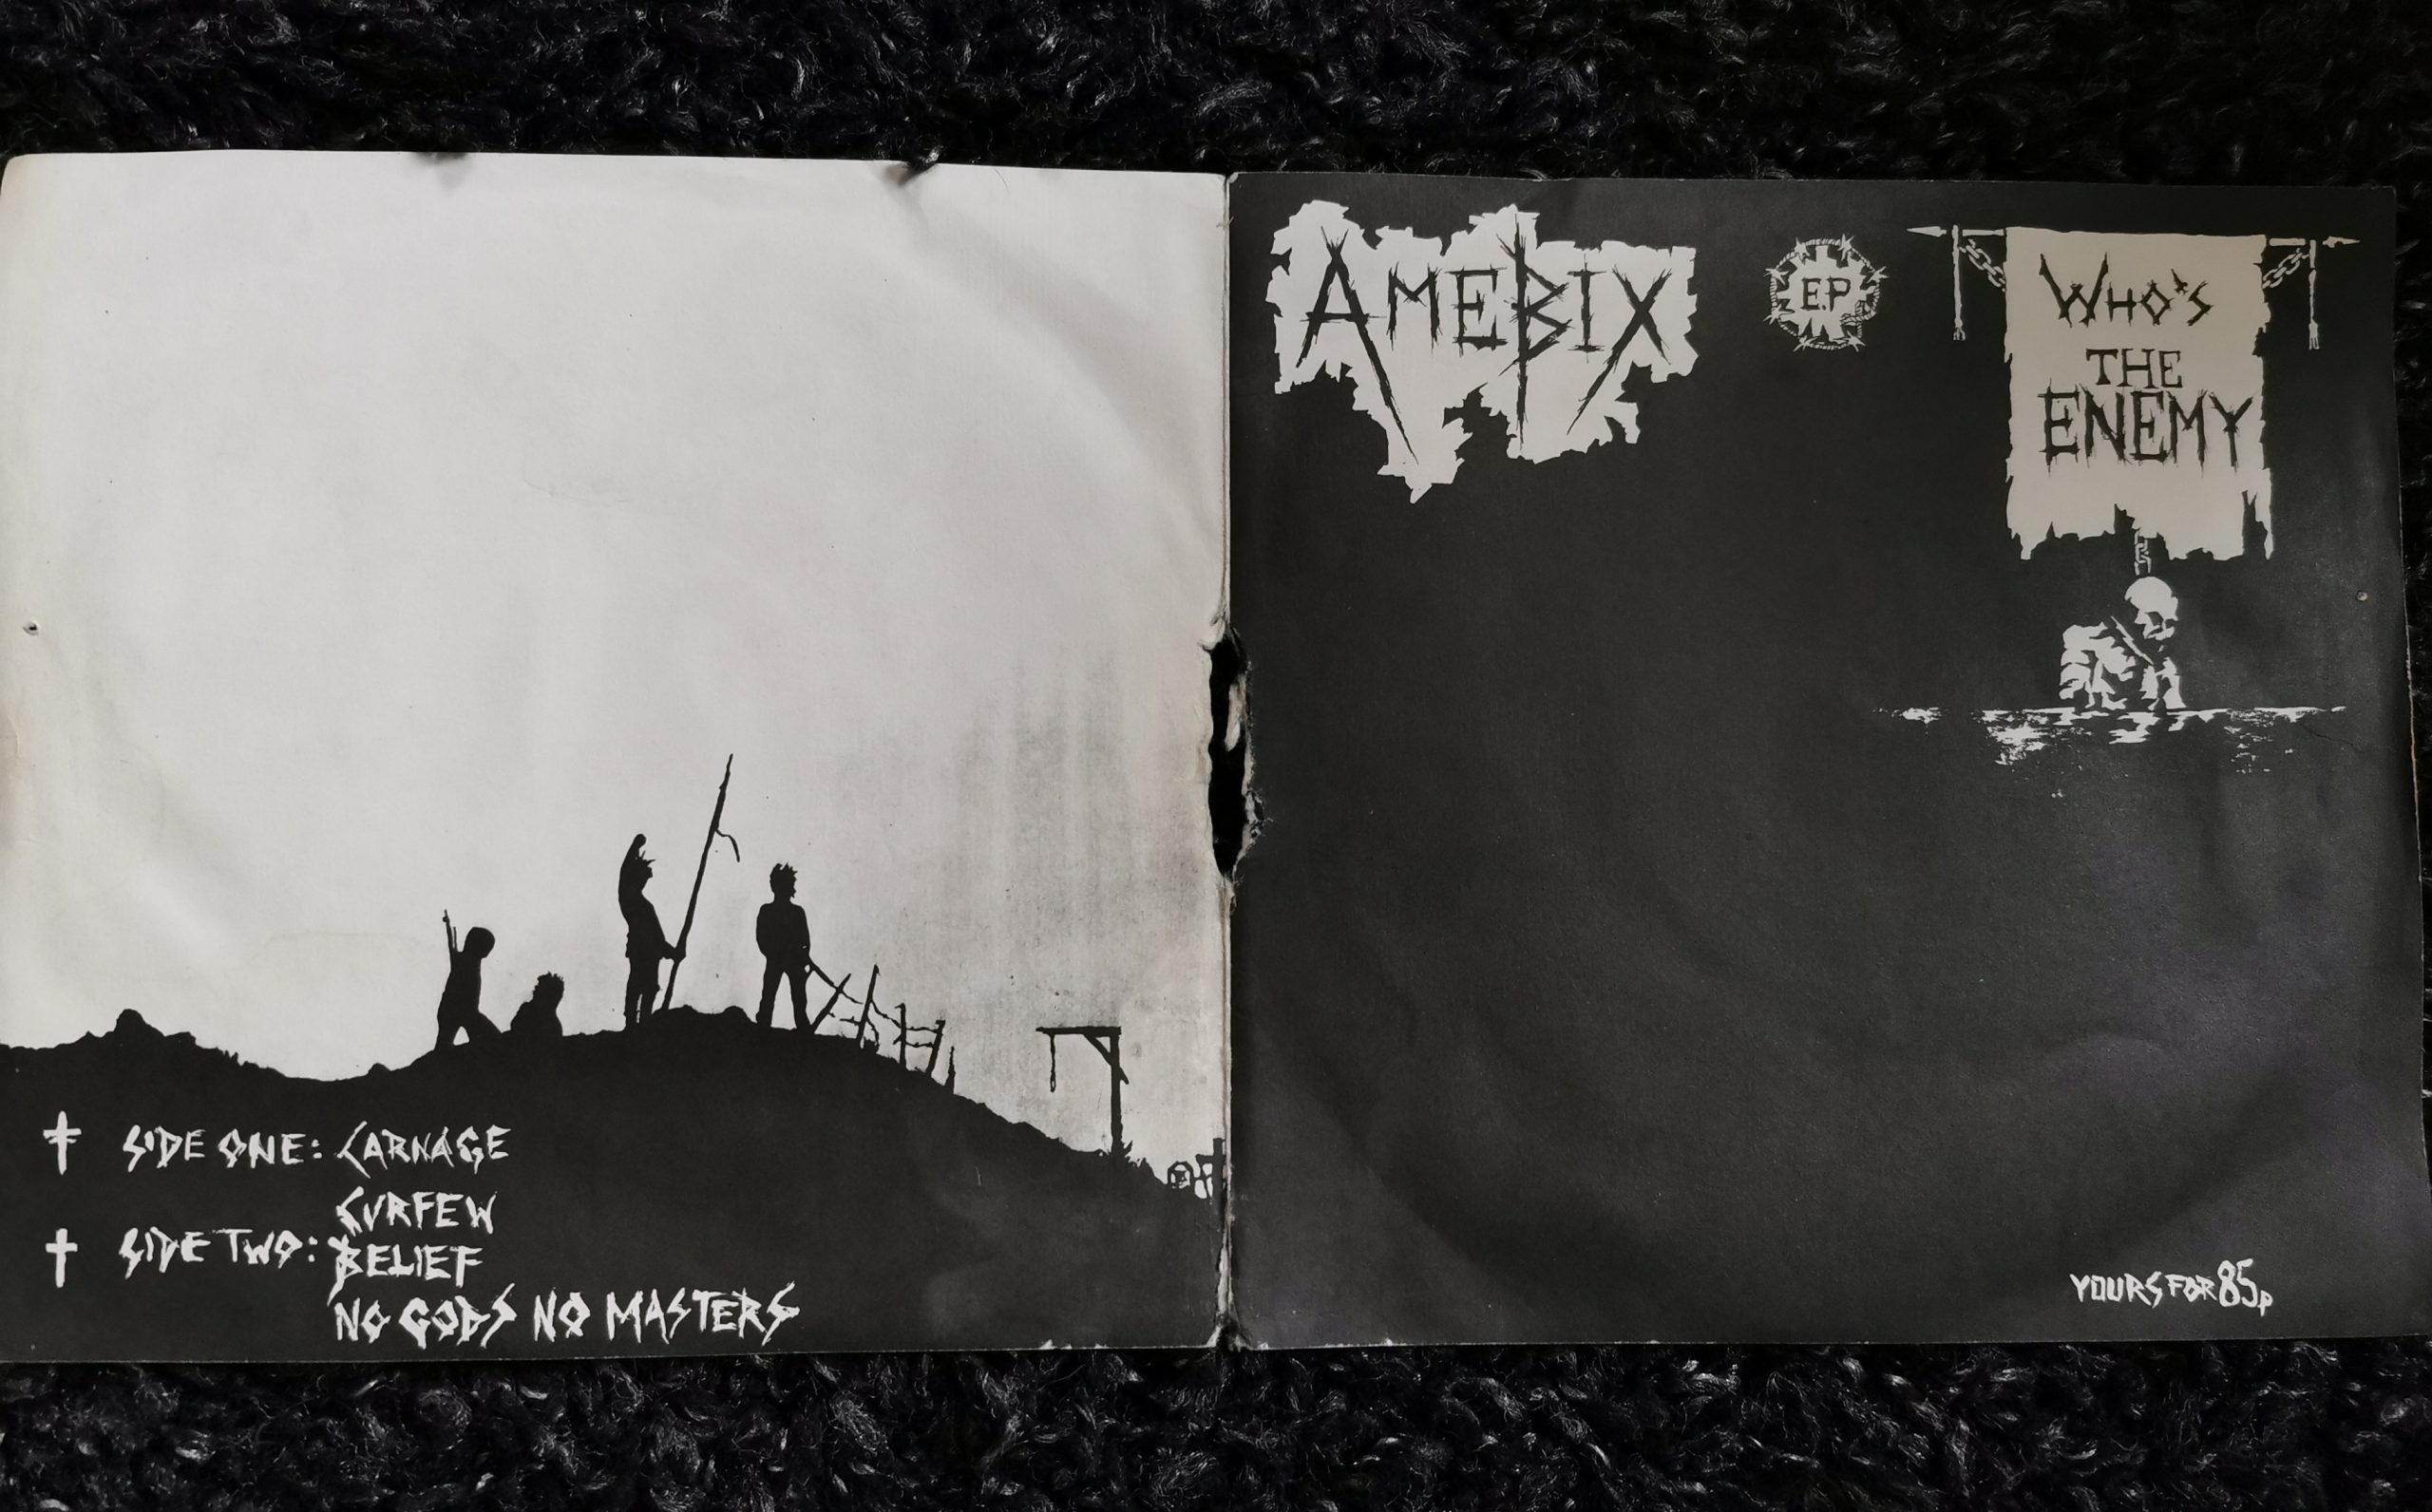 SIDE ONE: CARNAGE
CURFEW
SIDE TWO: BELIEF
NO GODS NO MASTERS
AMEBIX
E.P
WHO'S
THE
ENEMY
YOURS FOR 85p